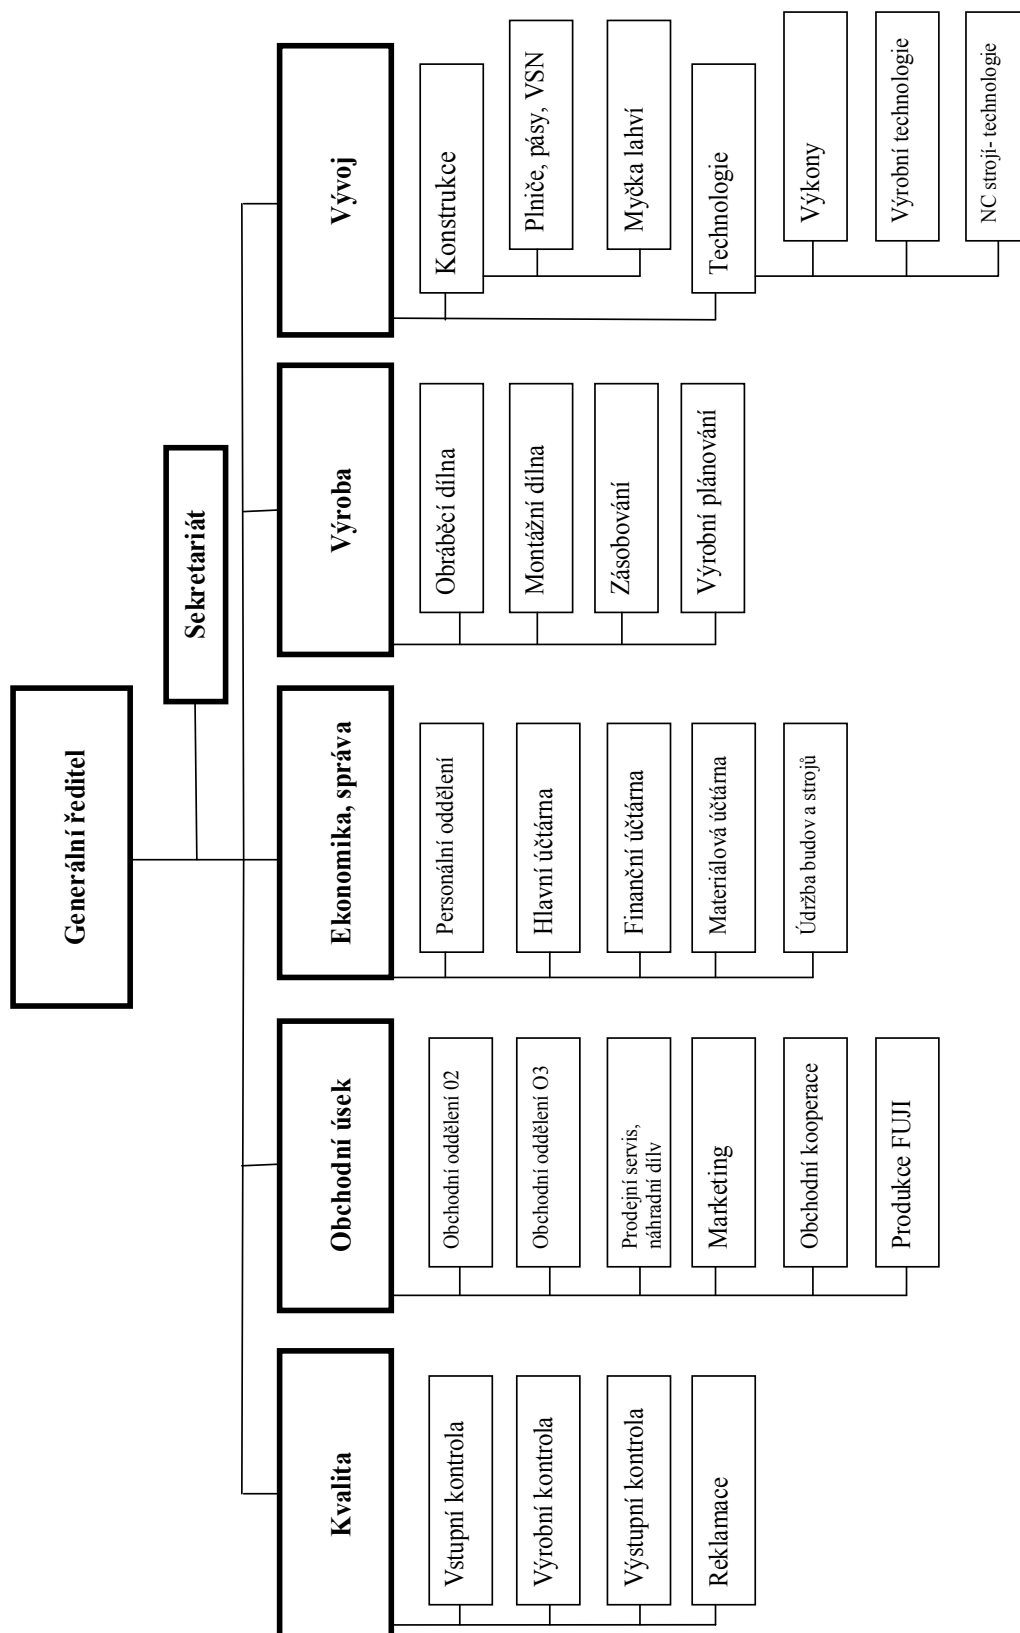 Generální ředitel
Sekretariát
Kvalita
Vstupní kontrola
Výrobní kontrola
Výstupní kontrola
Reklamace
Obchodní úsek
Obchodní oddělení 02
Obchodní oddělení O3
Prodejní servis,
náhradní dílv
Marketing
Obchodní kooperace
Produkce FUJI
Ekonomika, správa
Personální oddělení
Hlavní účtárna
Finanční účtárna
Materiálová účtárna
Údržba budov a strojů
Výroba
Obráběcí dílna
Montážní dílna
Zásobování
Výrobní plánování
Vývoj
Konstrukce
Plniče, pásy, VSN
Myčka lahví
Technologie
Výkony
Výrobní technologie
NC strojí- technologie